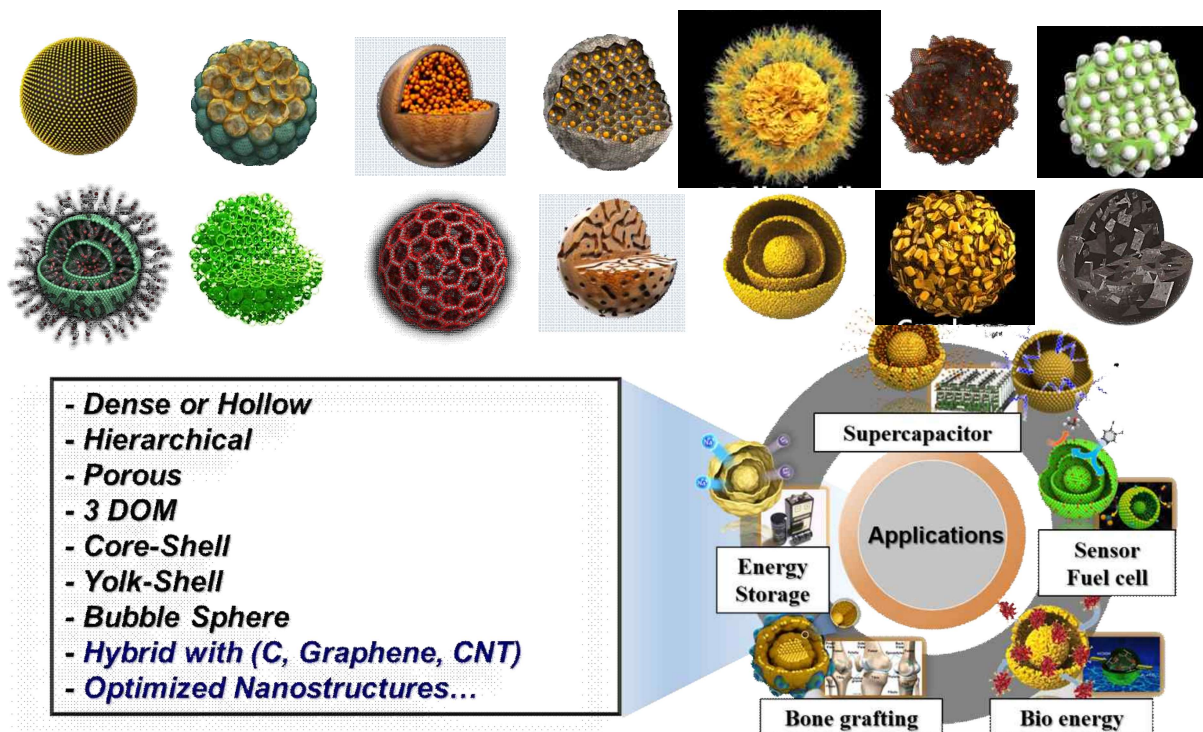 - Dense or Hollow
- Hierarchical
- Porous
- 3 DOM
- Core-Shell
- Yolk-Shell
- Bubble Sphere
- Hybrid with (C, Graphene, CNT)
- Optimized Nanostructures…
Supercapacitor
Applications
Energy
Storage
Sensor
Fuel cell
Bone grafting
Bio energy